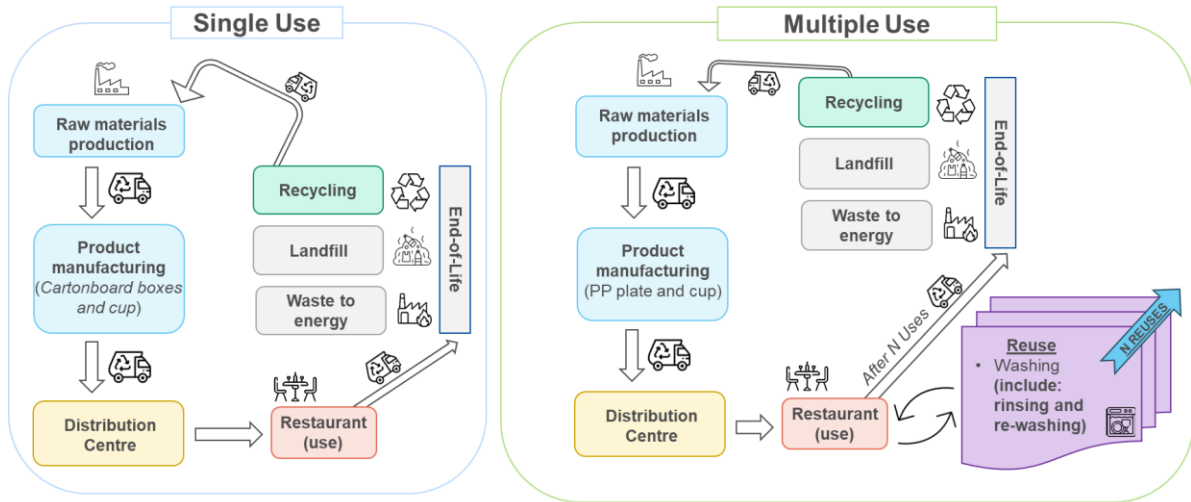 Single Use
Raw materials
production
Product
manufacturing
(Cartonboard boxes
and cup)
Distribution
Centre
Restaurant
(use)
Recycling
Landfill
Waste to
energy
End-of-Life
Multiple Use
Raw materials
production
Product
manufacturing
(PP plate and cup)
Distribution
Centre
Restaurant
(use)
After N Uses
Recycling
Landfill
Waste to
energy
End-of-Life
N REUSES
Reuse
• Washing
(include:
rinsing and
re-washing)